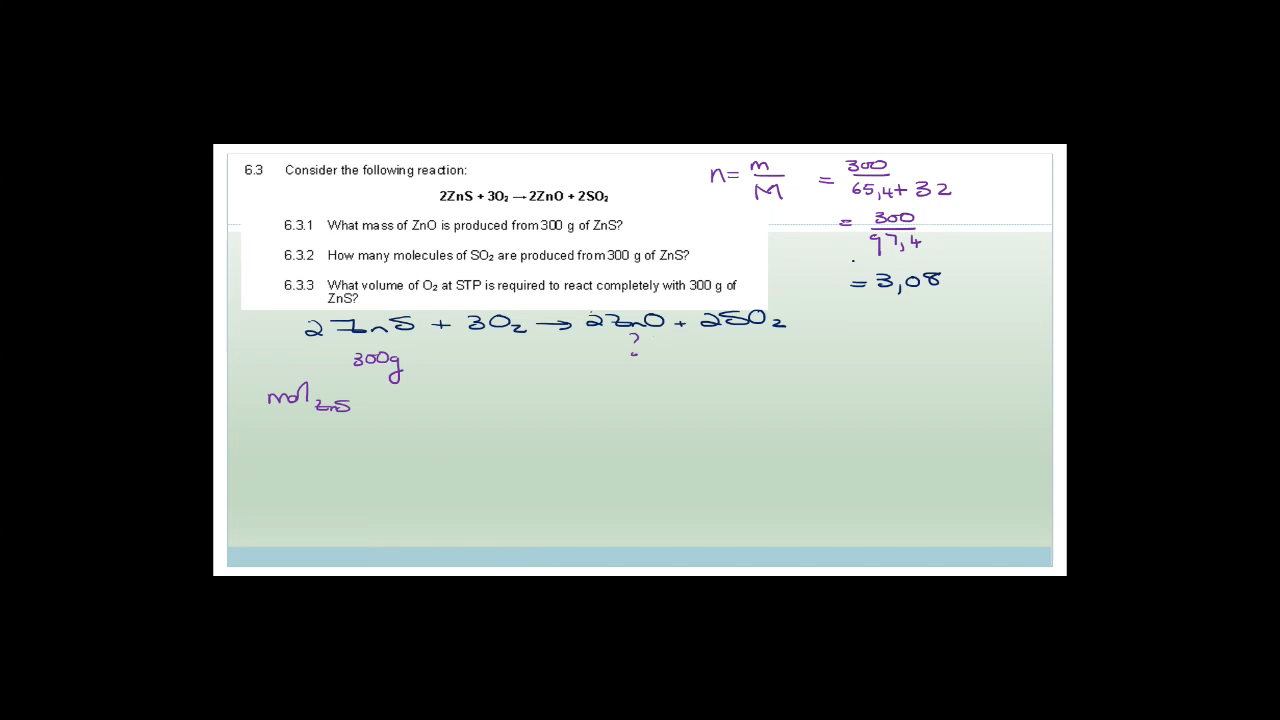 6.3 Consider the following reaction:
2ZnS + 3O₂ → 2ZnO + 2SO₂
6.3.1 What mass of ZnO is produced from 300 g of ZnS?
6.3.2 How many molecules of SO₂ are produced from 300 g of ZnS?
6.3.3 What volume of O₂ at STP is required to react completely with 300 g of
ZnS?
n = m/M = 300/65,4 + 32
= 300/97,4
= 3,08
2ZnS + 3O₂ → 2ZnO + 2SO₂
300g ?
mol ZnS